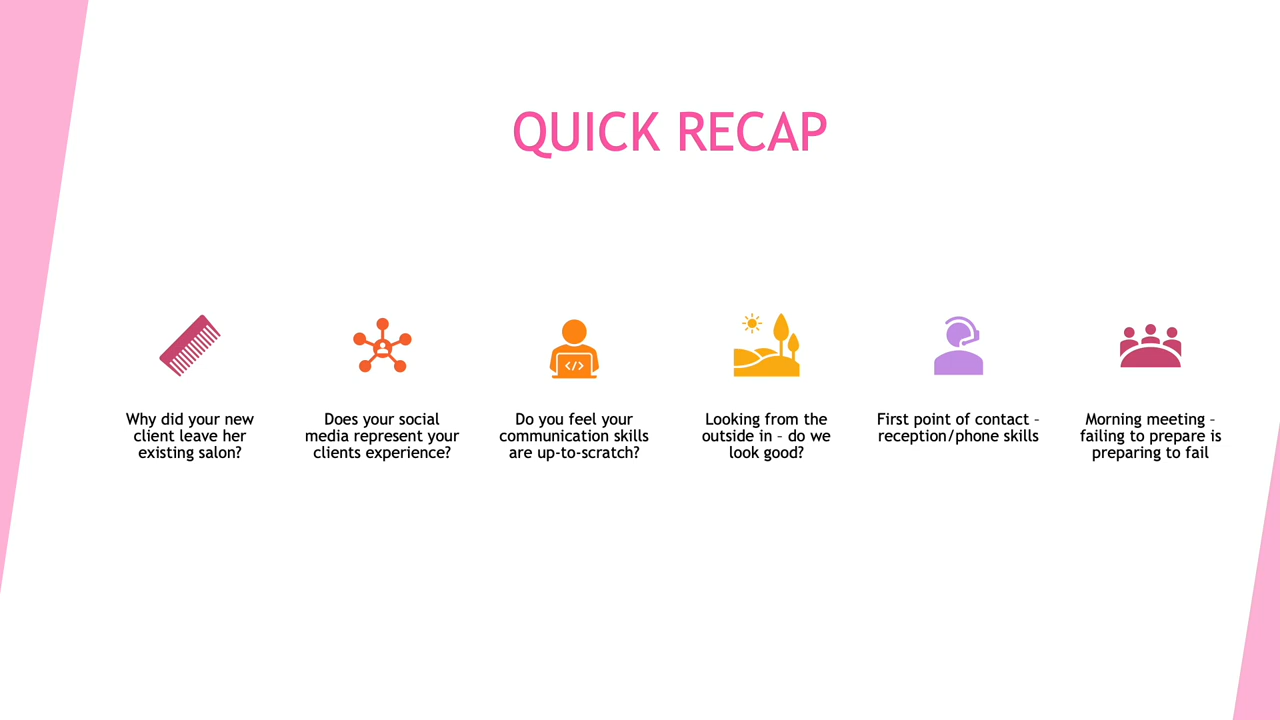 QUICK RECAP
Why did your new
client leave her
existing salon?
Does your social
media represent your
clients experience?
Do you feel your
communication skills
are up-to-scratch?
Looking from the
outside in – do we
look good?
First point of contact –
reception/phone skills
Morning meeting –
failing to prepare is
preparing to fail